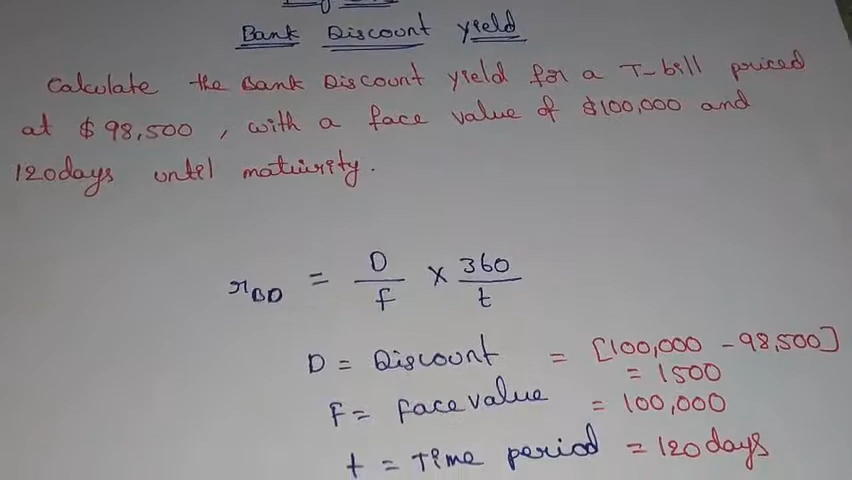 Bank Discount yield
Calculate the Bank Discount yield for a T-bill priced
at $98,500, with a face value of $100,000 and
120days until maturity.
rBD = D/F × 360/t
D = Discount = [100,000 - 98,500]
= 1500
F = face value = 100,000
t = Time period = 120days